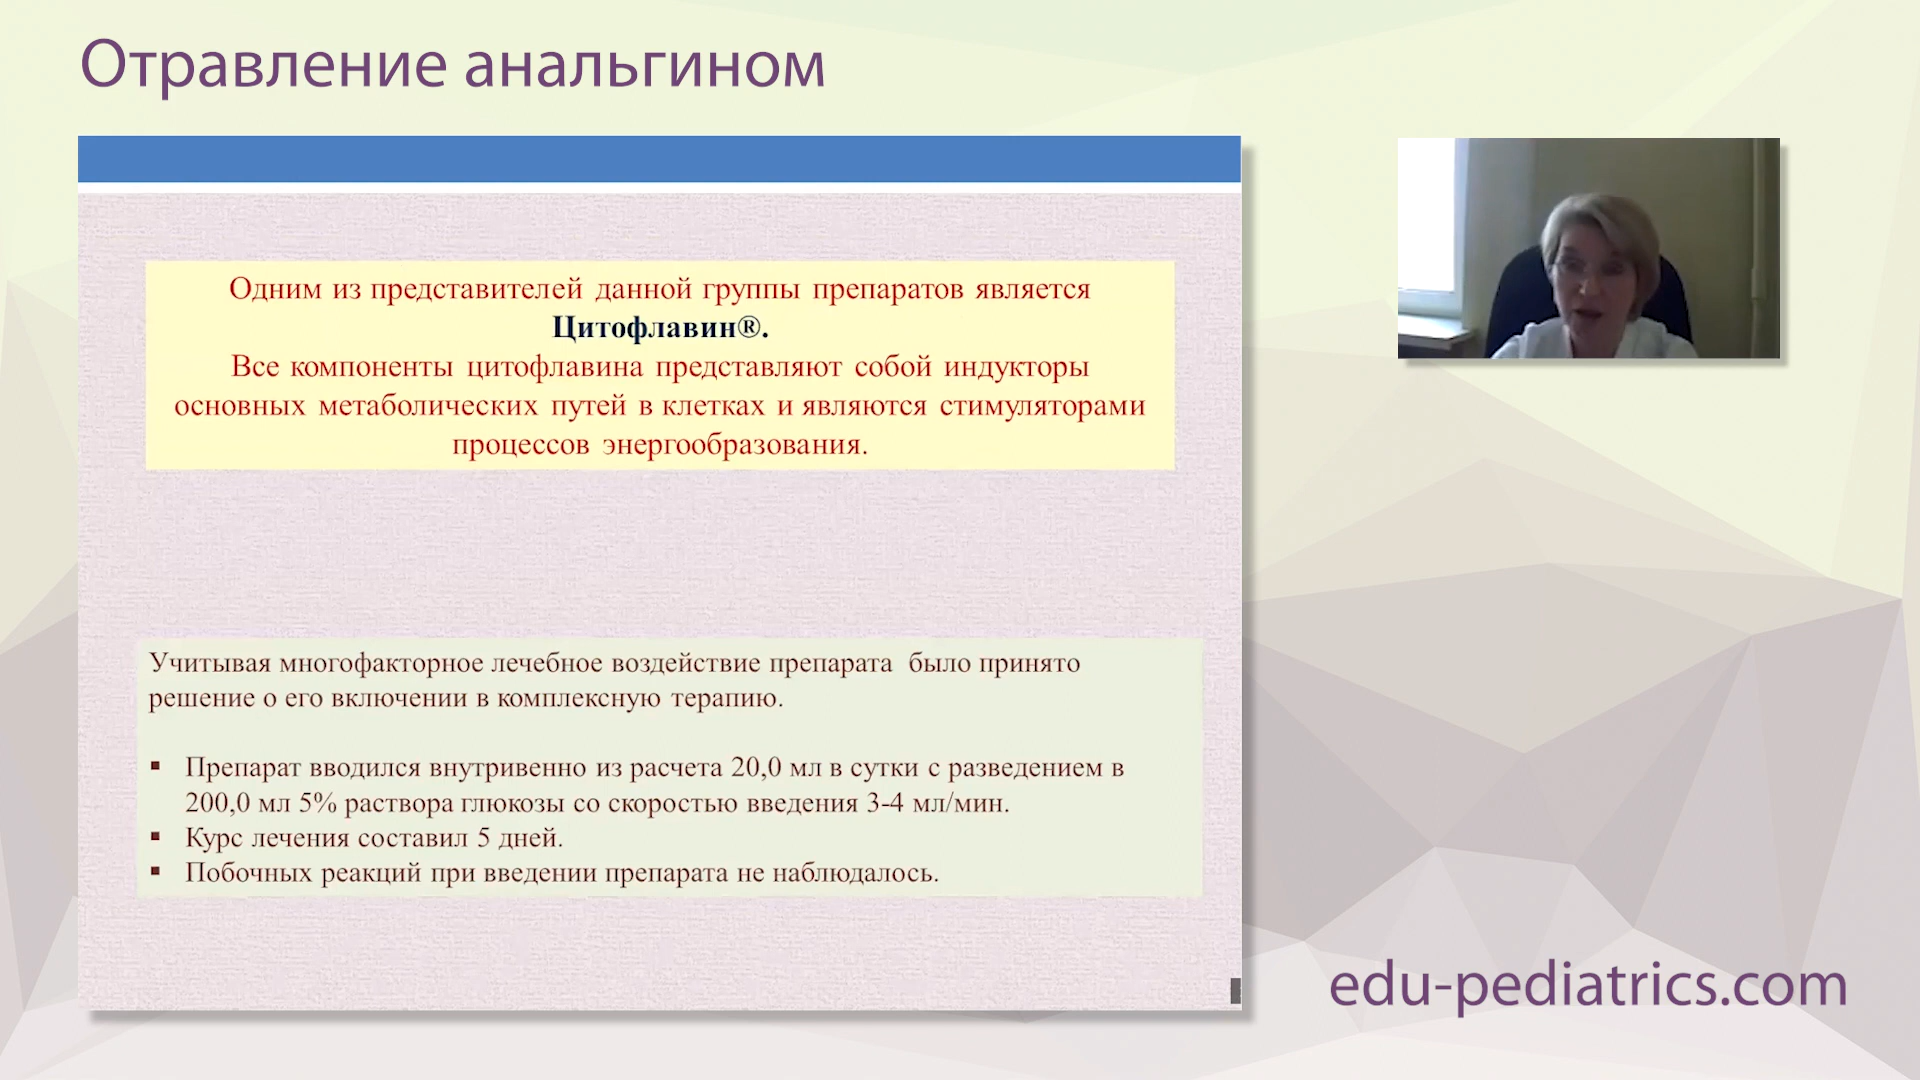 Отравление анальгином
Одним из представителей данной группы препаратов является
Цитофлавин®.
Все компоненты цитофлавина представляют собой индукторы
основных метаболических путей в клетках и являются стимуляторами
процессов энергообразования.
Учитывая многофакторное лечебное воздействие препарата было принято
решение о его включении в комплексную терапию.
▪ Препарат вводился внутривенно из расчета 20,0 мл в сутки с разведением в
200,0 мл 5% раствора глюкозы со скоростью введения 3-4 мл/мин.
▪ Курс лечения составил 5 дней.
▪ Побочных реакций при введении препарата не наблюдалось.
edu-pediatrics.com